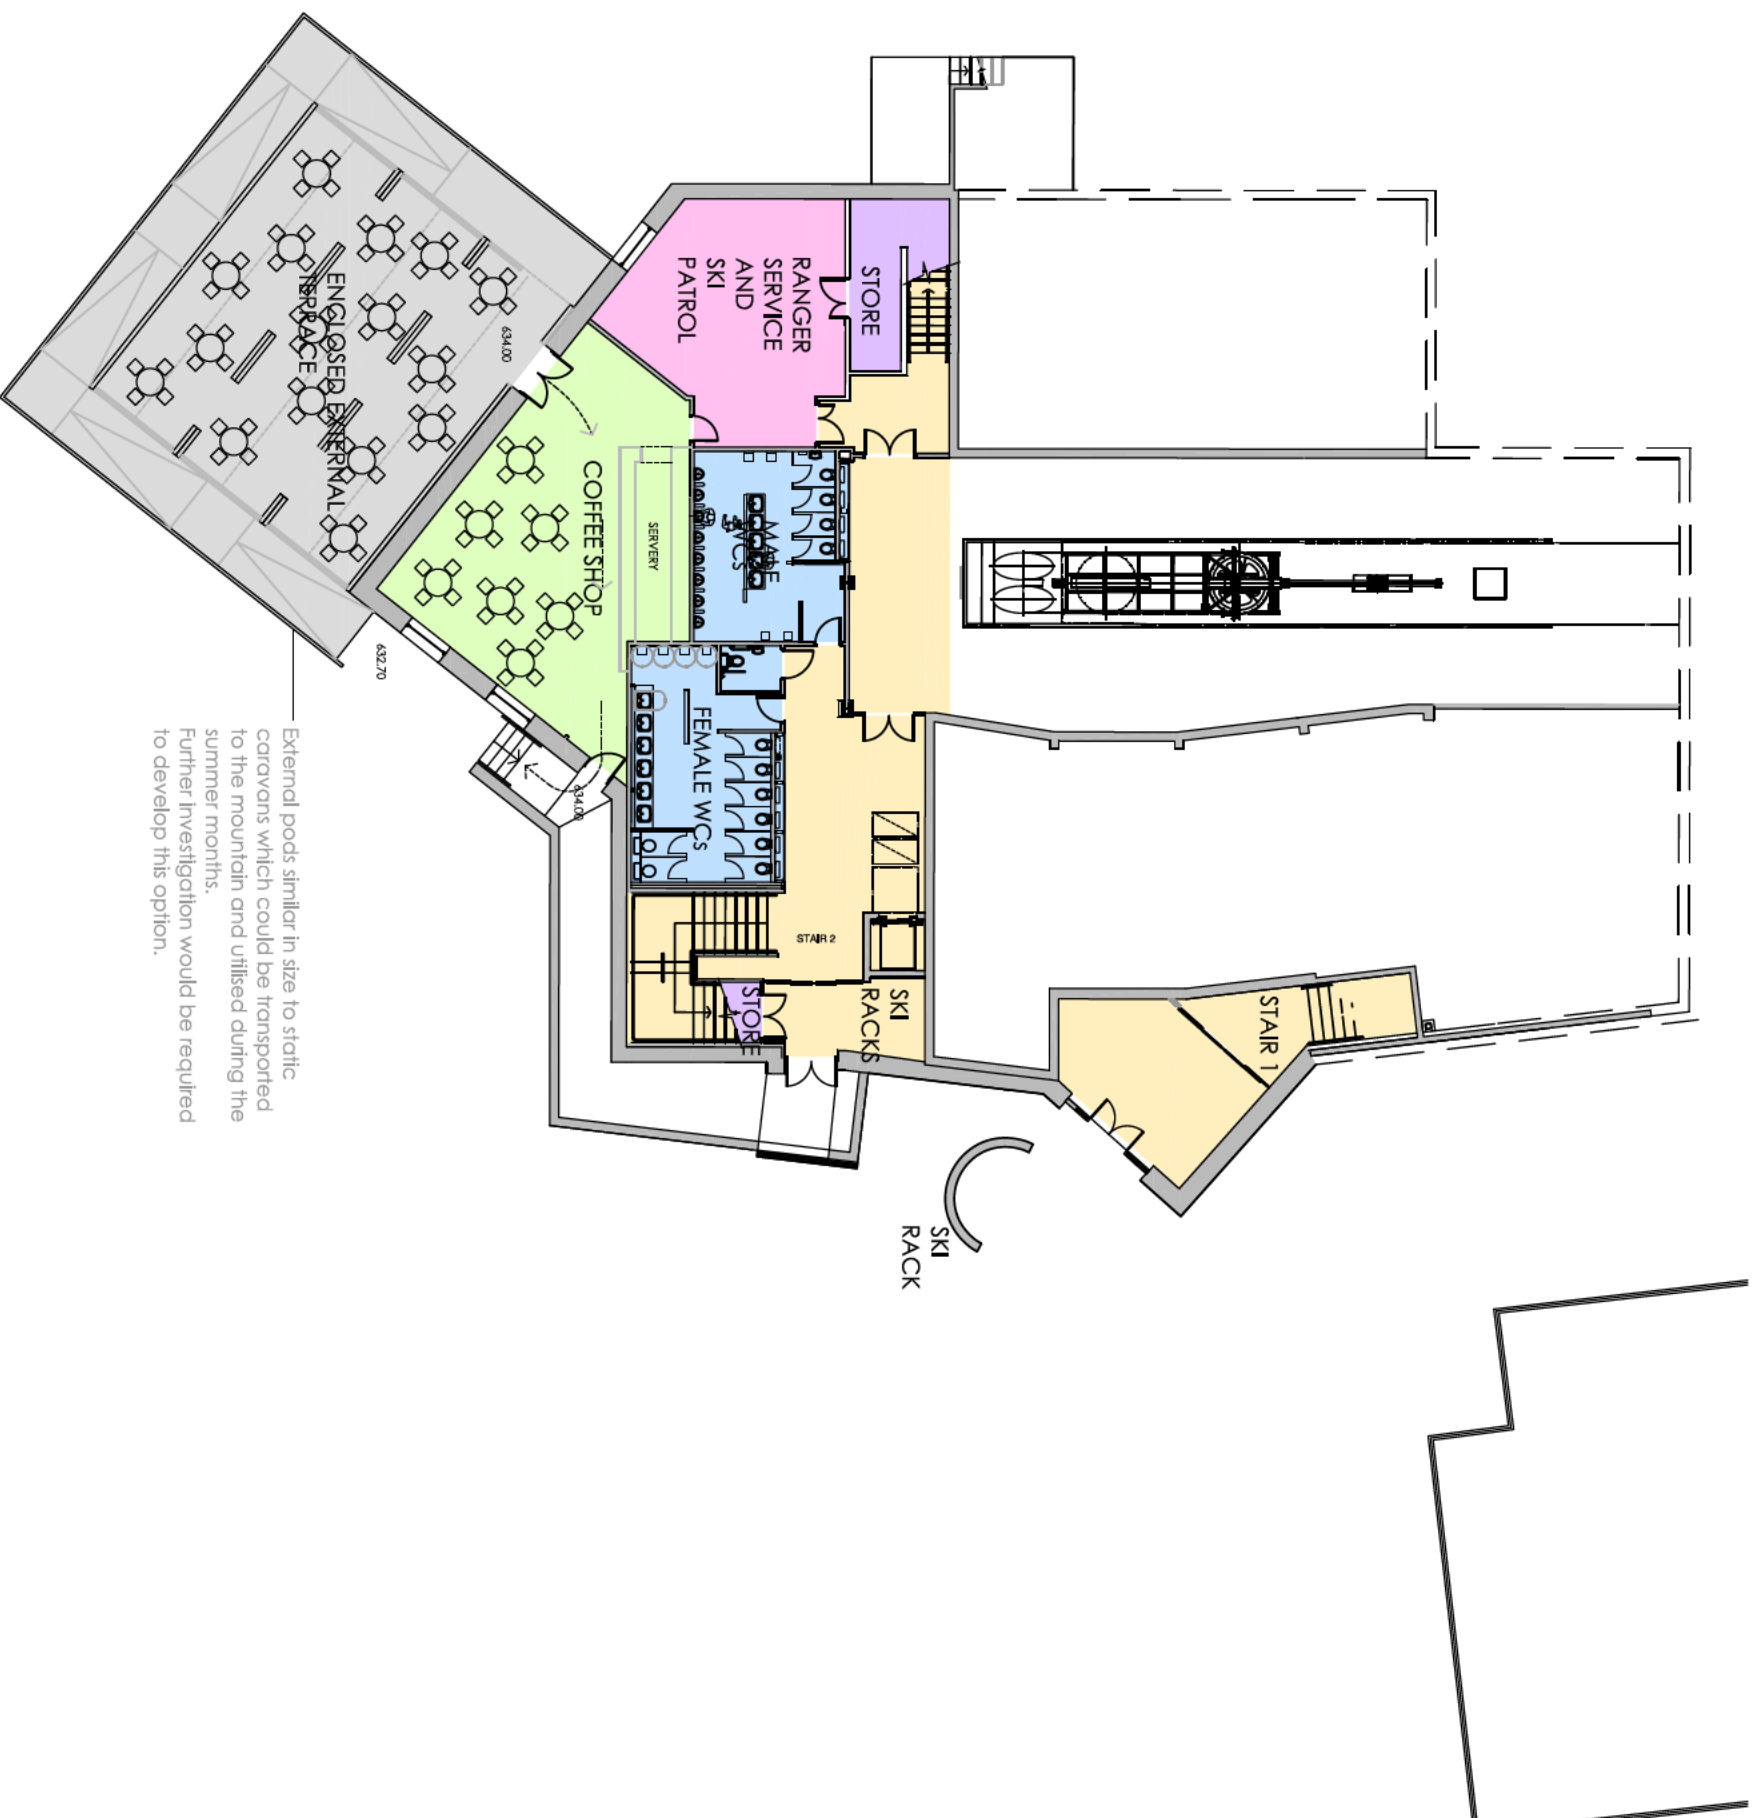 ENCLOSED EXTERNAL
TERRACE
634.00
632.70
RANGER
SERVICE
AND
SKI
PATROL
STORE
COFFEE SHOP
SERVERY
MALE
WCs
FEMALE WCs
634.00
STAIR 2
STORE
SKI
RACKS
STAIR 1
SKI
RACK
External pods similar in size to static
caravans which could be transported
to the mountain and utilised during the
summer months.
Further investigation would be required
to develop this option.